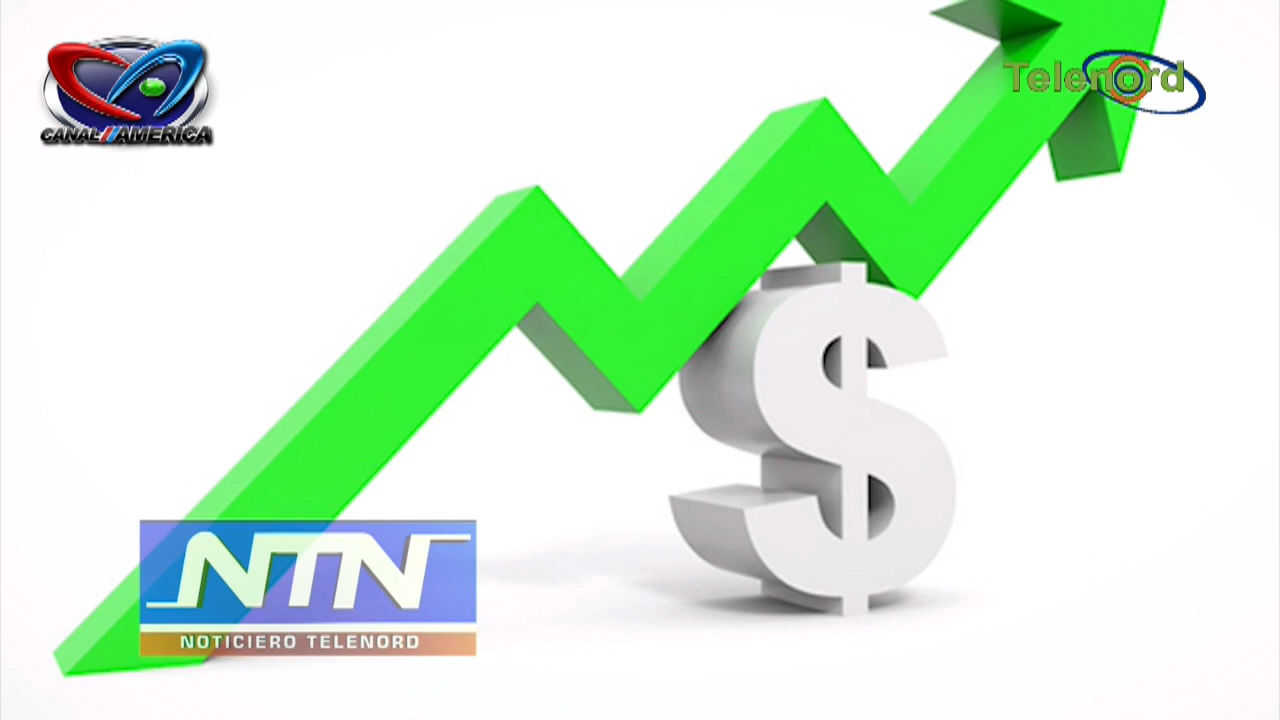 CANAL//AMERICA
Telenord
$
NTN
NOTICIERO TELENORD